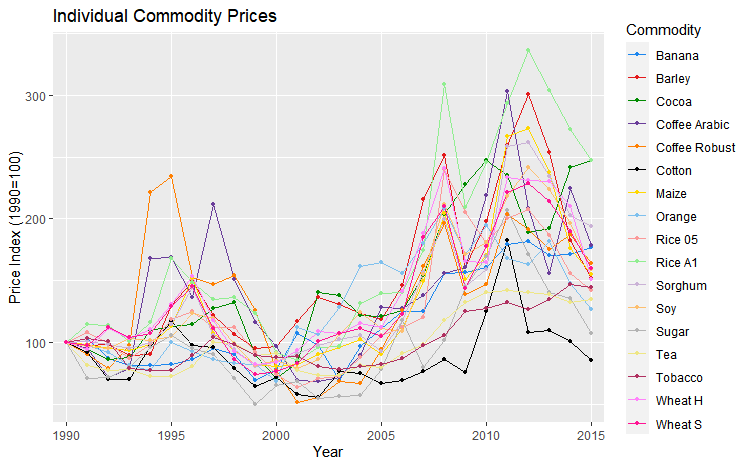 Individual Commodity Prices
Price Index (1990=100)
300
200
100
1990
1995
2000
2005
2010
2015
Year
Commodity
Banana
Barley
Cocoa
Coffee Arabic
Coffee Robust
Cotton
Maize
Orange
Rice 05
Rice A1
Sorghum
Soy
Sugar
Tea
Tobacco
Wheat H
Wheat S